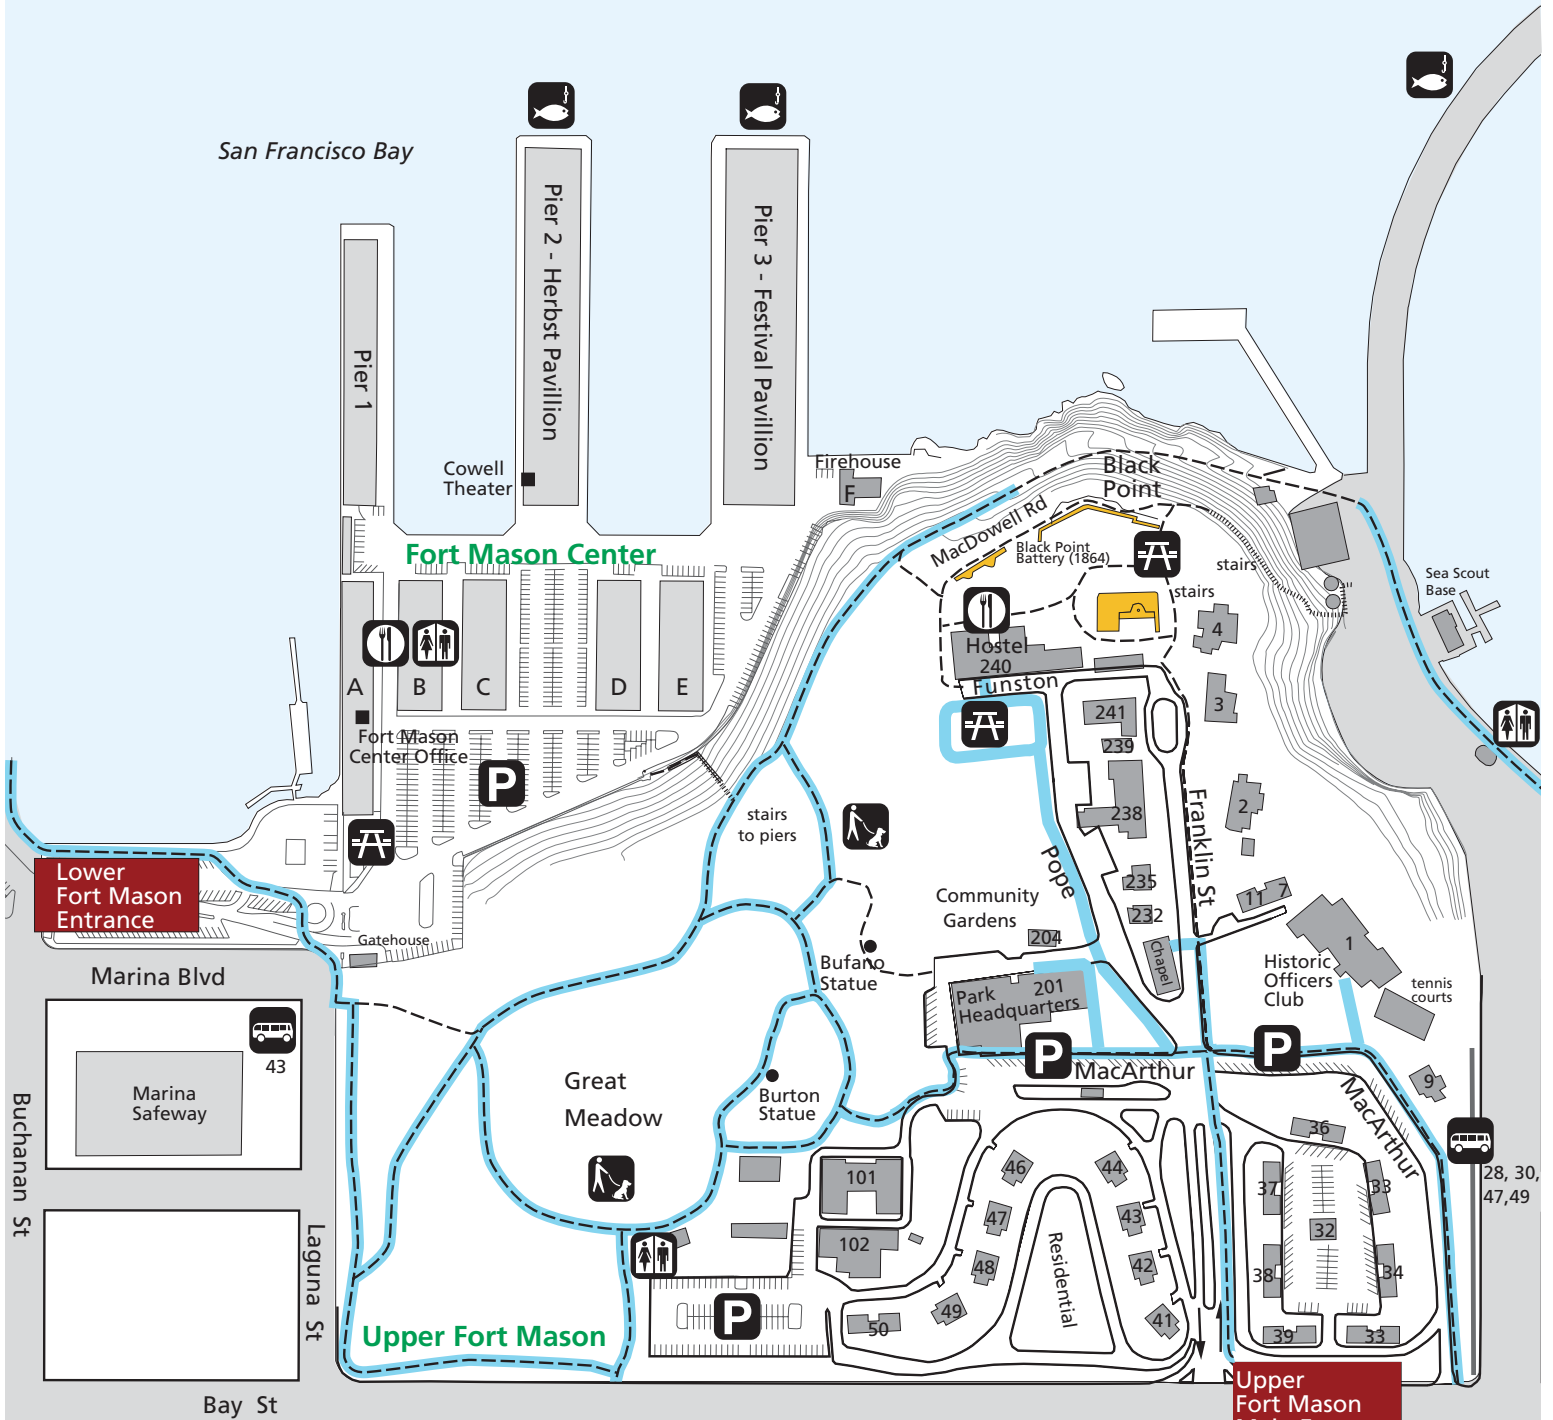 San Francisco Bay
Pier 1
Pier 2 - Herbst Pavillion
Pier 3 - Festival Pavillion
Cowell
Theater
Firehouse
F
Fort Mason Center
Black
Point
MacDowell Rd
Black Point
Battery (1864)
stairs
stairs
Sea Scout
Base
A
B
C
D
E
Fort Mason
Center Office
P
Hostel
240
Funston
4
3
241
239
238
2
Franklin St
Pope
stairs
to piers
235
232
11
7
Community
Gardens
204
Chapel
1
Historic
Officers
Club
tennis
courts
Lower
Fort Mason
Entrance
Gatehouse
Marina Blvd
Bufano
Statue
Park
Headquarters
201
P
P
MacArthur
MacArthur
9
43
Marina
Safeway
Buchanan St
Laguna St
Great
Meadow
Burton
Statue
28, 30,
47,49
36
37
33
32
38
34
39
33
101
102
46
44
47
43
48
42
49
41
50
Residential
P
Upper Fort Mason
Bay St
Upper
Fort Mason